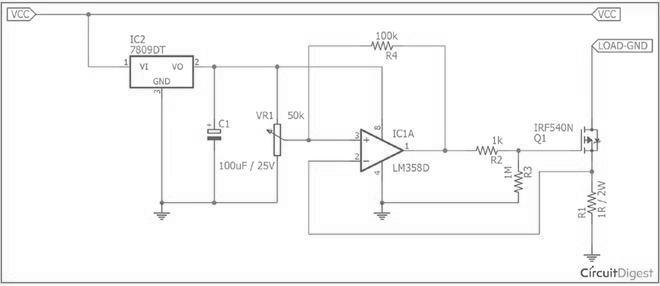 VCC
VCC
IC2
7809DT
1
VI
VO
2
GND
3
C1
+
100uF / 25V
VR1
50k
100k
R4
3
+
2
-
8
4
1
IC1A
LM358D
1k
R2
1M
R3
LOAD-GND
IRF540N
Q1
R1
1R / 2W
CircuitDigest